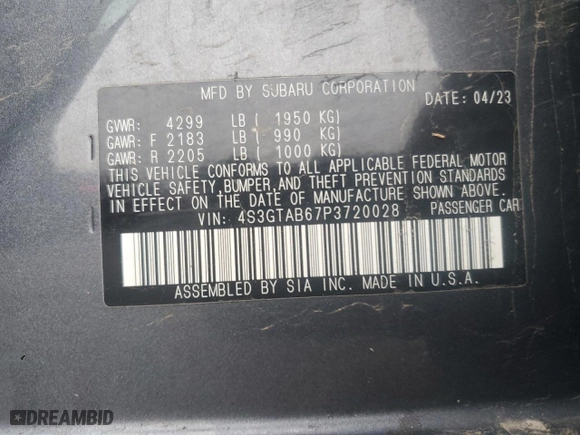 MFD BY SUBARU CORPORATION
DATE: 04/23
GVWR: 4299 LB ( 1950 KG)
GAWR: F 2183 LB ( 990 KG)
GAWR: R 2205 LB ( 1000 KG)
THIS VEHICLE CONFORMS TO ALL APPLICABLE FEDERAL MOTOR
VEHICLE SAFETY,BUMPER,AND THEFT PREVENTION STANDARDS
IN EFFECT ON THE DATE OF MANUFACTURE SHOWN ABOVE.
VIN: 4S3GTAB67P3720028 PASSENGER CAR
ASSEMBLED BY SIA INC. MADE IN U.S.A.
DREAMBID